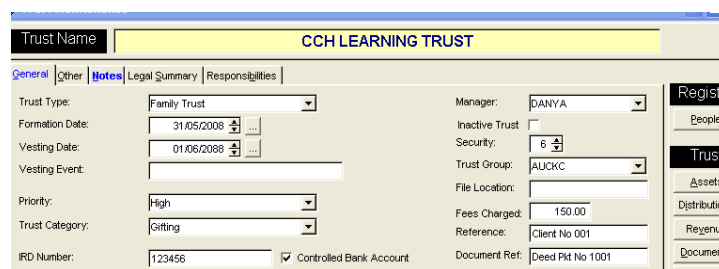 Trust Name CCH LEARNING TRUST
General Other Notes Legal Summary Responsibilities
Trust Type: Family Trust Manager: DANYA Regist
Formation Date: 31/05/2008 ... Inactive Trust People
Vesting Date: 01/06/2088 ... Security: 6 Trus
Vesting Event: Trust Group: AUCKC
File Location: Assets
Priority: High Fees Charged: 150.00 Distributi
Trust Category: Gifting Reference: Client No 001 Revenu
IRD Number: 123456 Controlled Bank Account Document Ref: Deed Pkt No 1001 Documen